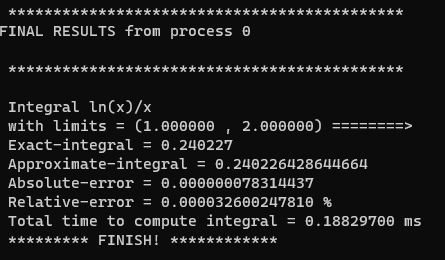 ********************************************
FINAL RESULTS from process 0
********************************************
Integral ln(x)/x
with limits = (1.000000 , 2.000000) ========>
Exact-integral = 0.240227
Approximate-integral = 0.240226428644664
Absolute-error = 0.000000078314437
Relative-error = 0.000032600247810 %
Total time to compute integral = 0.18829700 ms
********* FINISH! ************